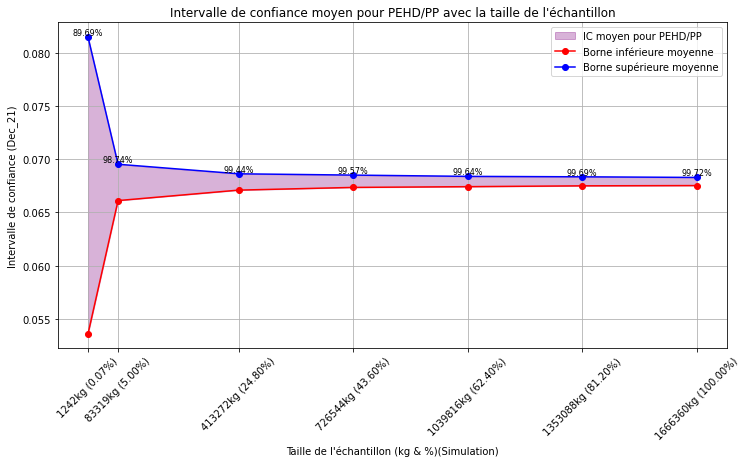 Intervalle de confiance moyen pour PEHD/PP avec la taille de l'échantillon
IC moyen pour PEHD/PP
Borne inférieure moyenne
Borne supérieure moyenne
89.69%
98.74%
99.44%
99.57%
99.64%
99.69%
99.72%
Intervalle de confiance (Dec_21)
0.080
0.075
0.070
0.065
0.060
0.055
1242kg (0.07%)
83319kg (5.00%)
413272kg (24.80%)
726544kg (43.60%)
1039816kg (62.40%)
1353088kg (81.20%)
1666360kg (100.00%)
Taille de l'échantillon (kg & %)(Simulation)